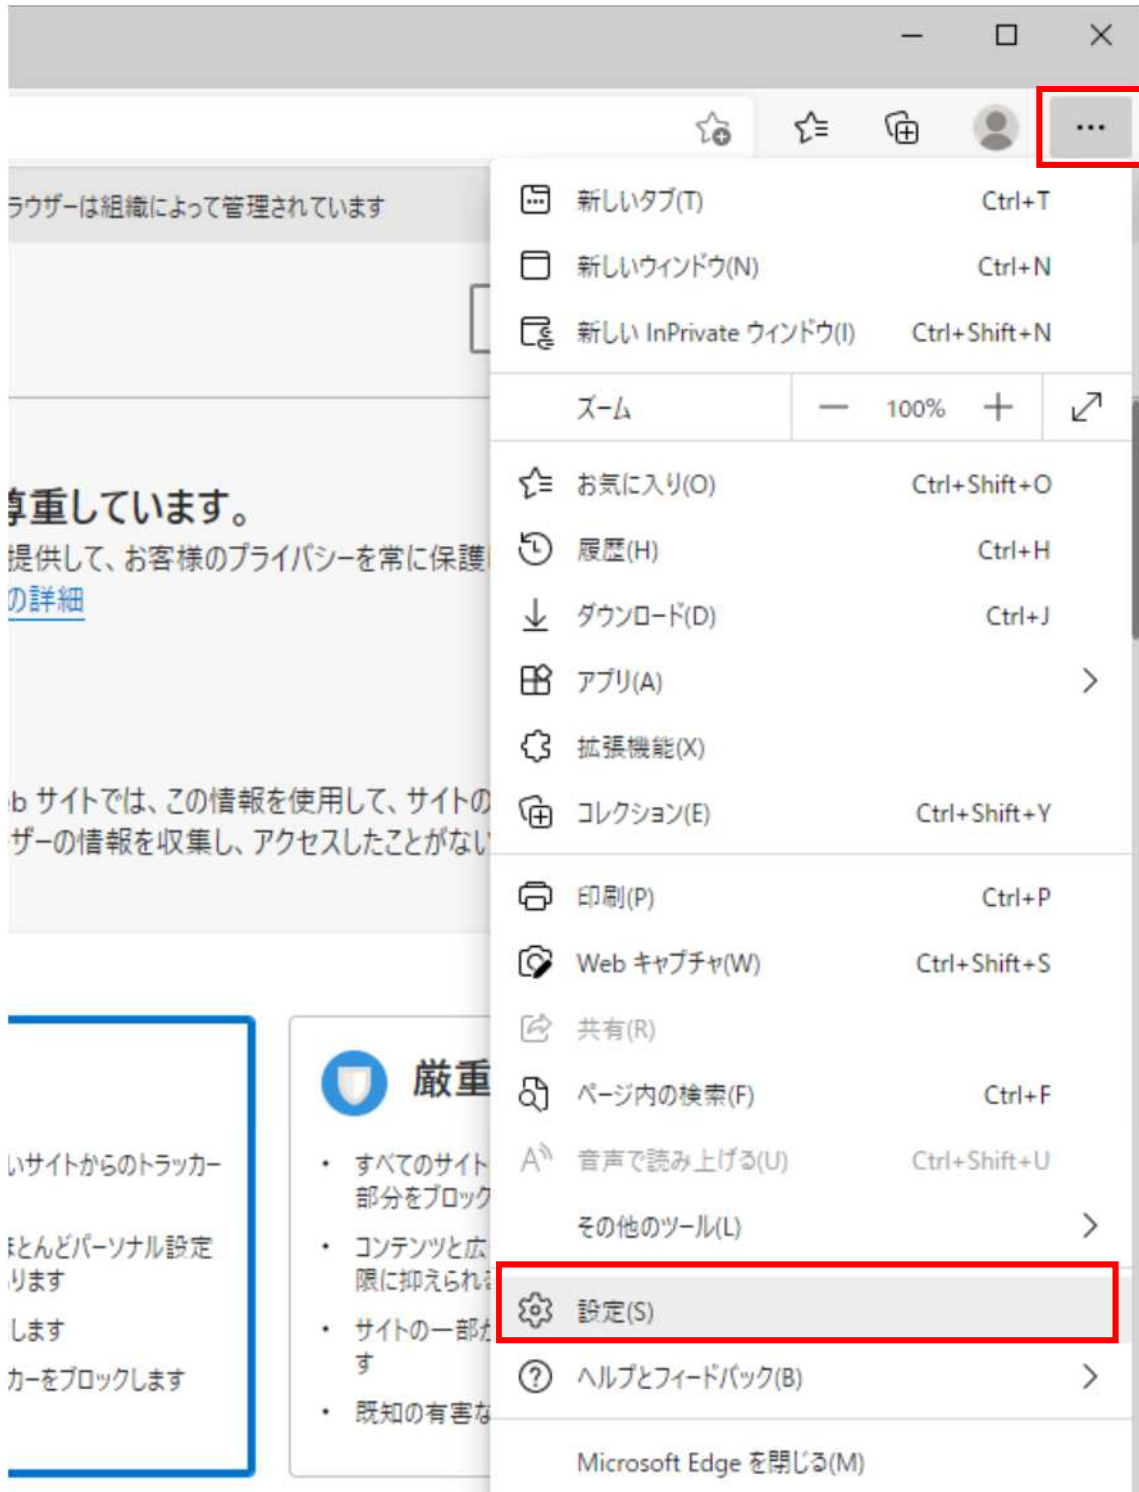 ラウザーは組織によって管理されています
尊重しています。
提供して、お客様のプライバシーを常に保護
の詳細
b サイトでは、この情報を使用して、サイトの
ザーの情報を収集し、アクセスしたことがない
いサイトからのトラッカー
ほとんどパーソナル設定
ります
します
カーをブロックします
厳重
• すべてのサイト
部分をブロック
• コンテンツと広
限に抑えられ
• サイトの一部が
す
• 既知の有害な
新しいタブ(T) Ctrl+T
新しいウィンドウ(N) Ctrl+N
新しい InPrivate ウィンドウ(I) Ctrl+Shift+N
ズーム — 100% +
お気に入り(O) Ctrl+Shift+O
履歴(H) Ctrl+H
ダウンロード(D) Ctrl+J
アプリ(A)
拡張機能(X)
コレクション(E) Ctrl+Shift+Y
印刷(P) Ctrl+P
Web キャプチャ(W) Ctrl+Shift+S
共有(R)
ページ内の検索(F) Ctrl+F
音声で読み上げる(U) Ctrl+Shift+U
その他のツール(L)
設定(S)
ヘルプとフィードバック(B)
Microsoft Edge を閉じる(M)